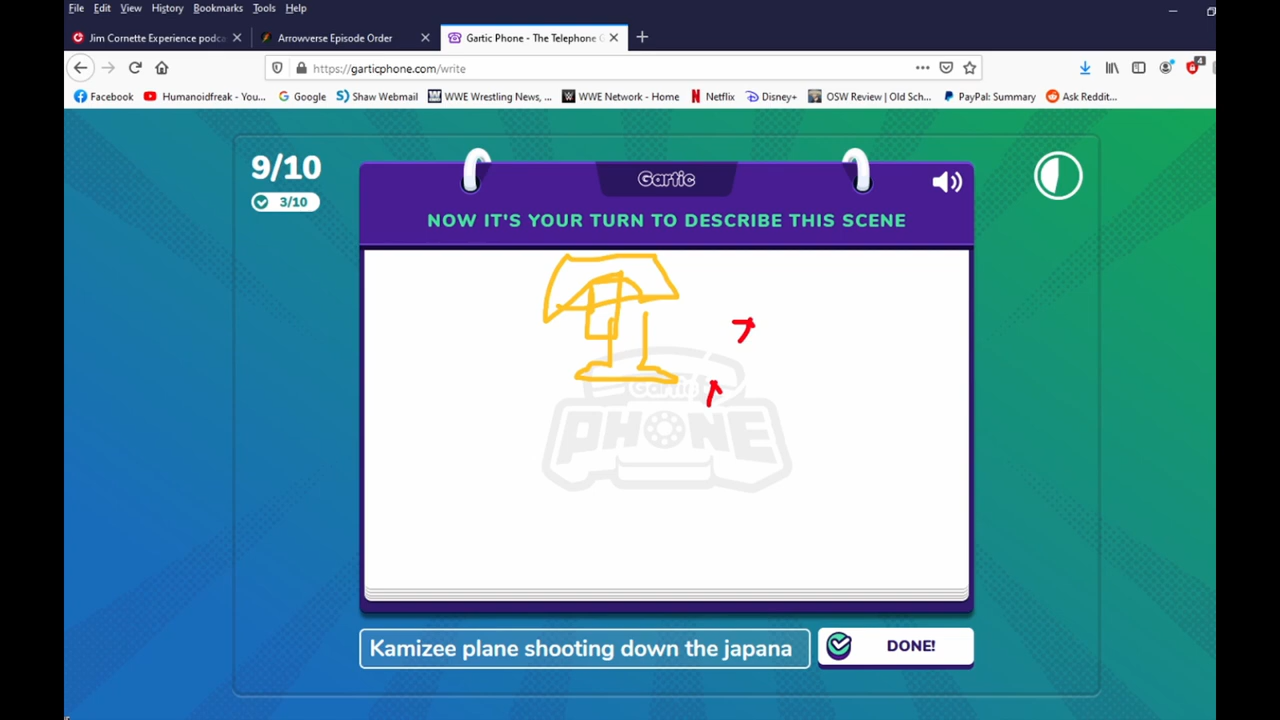 File Edit View History Bookmarks Tools Help
Jim Cornette Experience podca
Arrowverse Episode Order
Gartic Phone - The Telephone G
https://garticphone.com/write
4
Facebook
Humanoidfreak - You...
Google
Shaw Webmail
WWE Wrestling News, ...
WWE Network - Home
Netflix
Disney+
OSW Review | Old Sch...
PayPal: Summary
Ask Reddit...
9/10
3/10
Gartic
NOW IT'S YOUR TURN TO DESCRIBE THIS SCENE
Gartic
PHONE
Kamizee plane shooting down the japana
DONE!